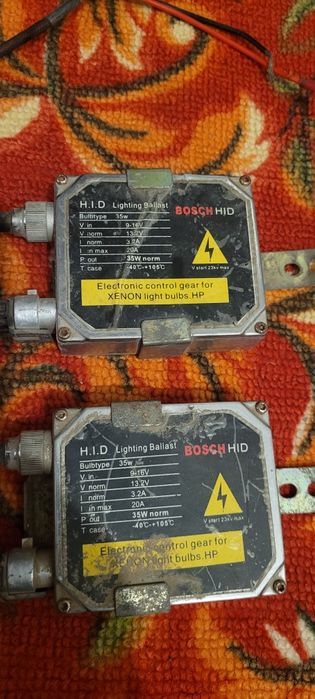 H.I.D Lighting Ballast
BOSCH HID
Bulbtype 35w
V in 9-16V
V norm 13.2V
I norm 3.2A
I in max 20A
P out 35W norm
T case -40℃-+105℃
V start 23kv max
Electronic control gear for
XENON light bulbs.HP
H.I.D Lighting Ballast
BOSCH HID
Bulbtype 35w
V in 9-16V
V norm 13.2V
I norm 3.2A
I in max 20A
P out 35W norm
T case -40℃-+105℃
V start 23kv max
Electronic control gear for
XENON light bulbs.HP